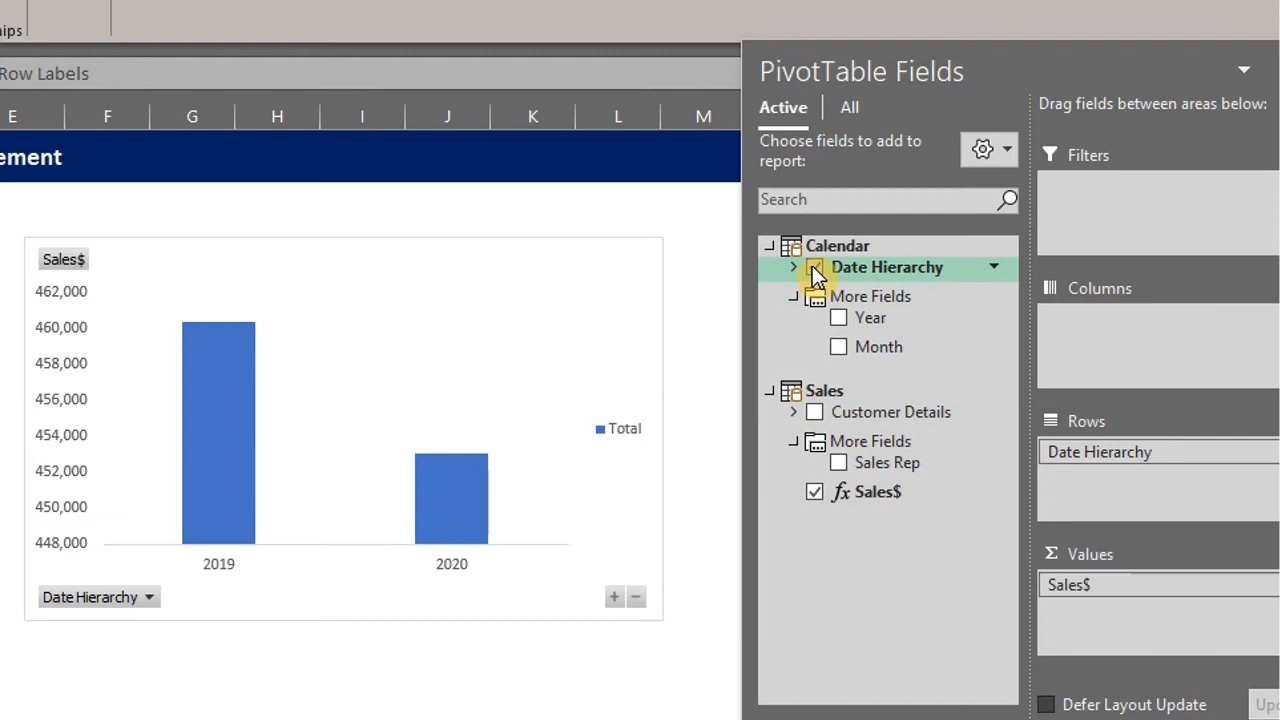 ips
Row Labels
E F G H I J K L M
ement
Sales$
462,000
460,000
458,000
456,000
454,000
452,000
450,000
448,000
2019 2020
Total
Date Hierarchy
+ −
PivotTable Fields
Active All
Choose fields to add to
report:
Search
Calendar
Date Hierarchy
More Fields
Year
Month
Sales
Customer Details
More Fields
Sales Rep
fx Sales$
Drag fields between areas below:
Filters
Columns
Rows
Date Hierarchy
Σ Values
Sales$
Defer Layout Update
Upd